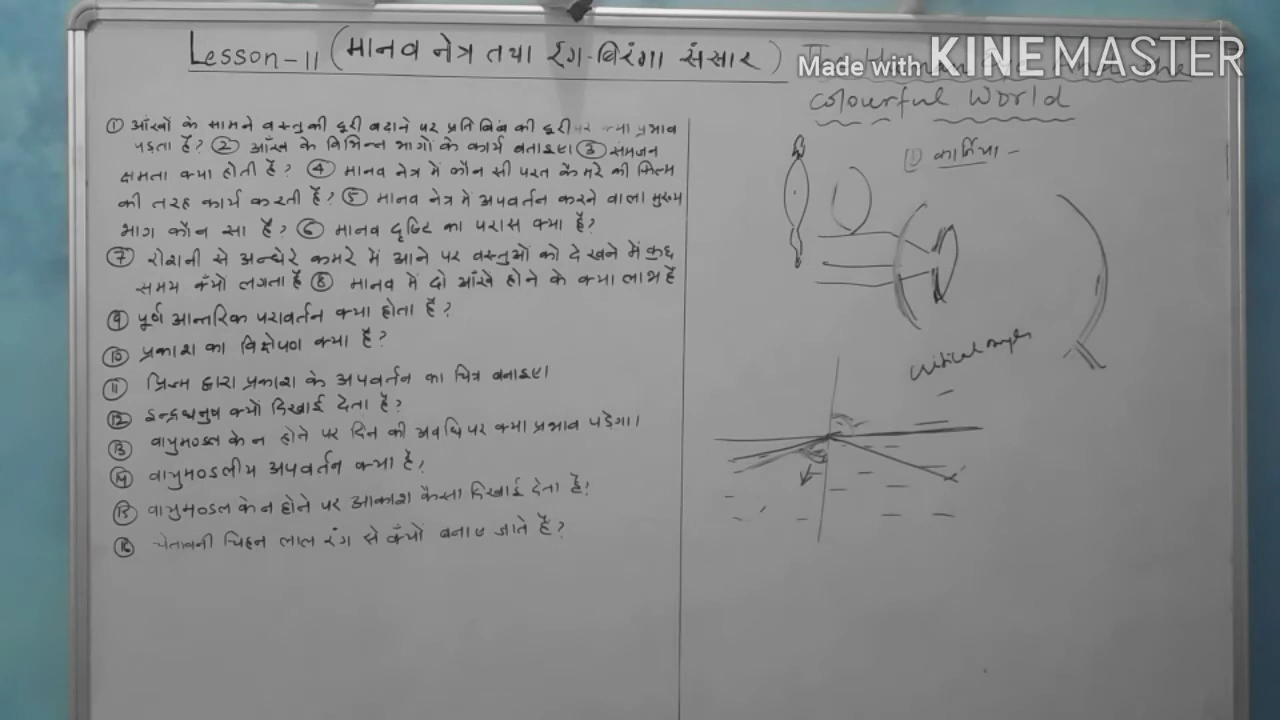 Lesson-11 (मानव नेत्र तथा रंग-बिरंगा संसार)
Made with KINEMASTER
colourful World
① आँखों के सामने वस्तु की दूरी बढ़ाने पर प्रतिबिंब की दूरी पर क्या प्रभाव
पड़ता है? ② आँख के विभिन्न भागों के कार्य बताइए। ③ समंजन
क्षमता क्या होती है? ④ मानव नेत्र में कौन सी परत कैमरे की फिल्म
की तरह कार्य करती है? ⑤ मानव नेत्र में अपवर्तन करने वाला मुख्य
भाग कौन सा है? ⑥ मानव दृष्टि का परास क्या है?
⑦ रोशनी से अन्धेरे कमरे में आने पर वस्तुओं को देखने में कुछ
समय क्यों लगता है ⑧ मानव में दो आँखे होने के क्या लाभ है
⑨ पूर्ण आन्तरिक परावर्तन क्या होता है?
⑩ प्रकाश का विक्षेपण क्या है?
⑪ प्रिज्म द्वारा प्रकाश के अपवर्तन का चित्र बनाइए।
⑫ इन्द्रधनुष क्यों दिखाई देता है?
⑬ वायुमण्डल के न होने पर दिन की अवधि पर क्या प्रभाव पड़ेगा।
⑭ वायुमण्डलीय अपवर्तन क्या है?
⑮ वायुमण्डल के न होने पर आकाश कैसा दिखाई देता है?
⑯ चेतावनी चिहन लाल रंग से क्यों बनाए जाते हैं?
① कार्निया -
critical angle